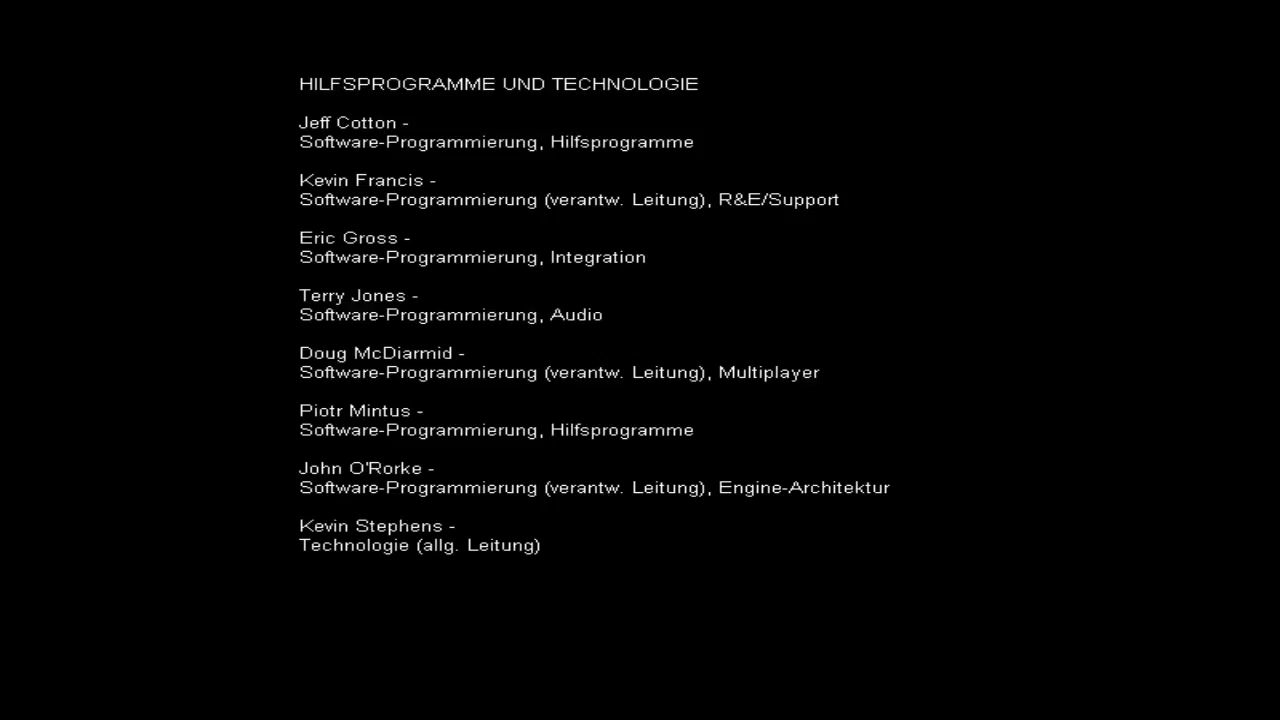 HILFSPROGRAMME UND TECHNOLOGIE
Jeff Cotton -
Software-Programmierung, Hilfsprogramme
Kevin Francis -
Software-Programmierung (verantw. Leitung), R&E/Support
Eric Gross -
Software-Programmierung, Integration
Terry Jones -
Software-Programmierung, Audio
Doug McDiarmid -
Software-Programmierung (verantw. Leitung), Multiplayer
Piotr Mintus -
Software-Programmierung, Hilfsprogramme
John O'Rorke -
Software-Programmierung (verantw. Leitung), Engine-Architektur
Kevin Stephens -
Technologie (allg. Leitung)